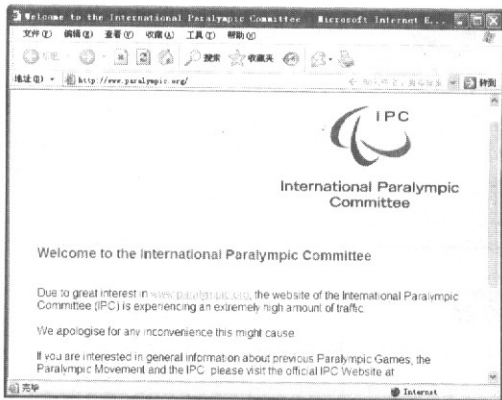 Welcome to the International Paralympic Committee Microsoft Internet E...
文件(F) 编辑(E) 查看(V) 收藏(A) 工具(T) 帮助(H)
搜索 收藏夹
地址(D) http://www.paralympic.org/ 转到
IPC
International Paralympic
Committee
Welcome to the International Paralympic Committee
Due to great interest in www.paralympic.org, the website of the International Paralympic
Committee (IPC) is experiencing an extremely high amount of traffic.
We apologise for any inconvenience this might cause.
If you are interested in general information about previous Paralympic Games, the
Paralympic Movement and the IPC please visit the official IPC Website at
完毕 Internet